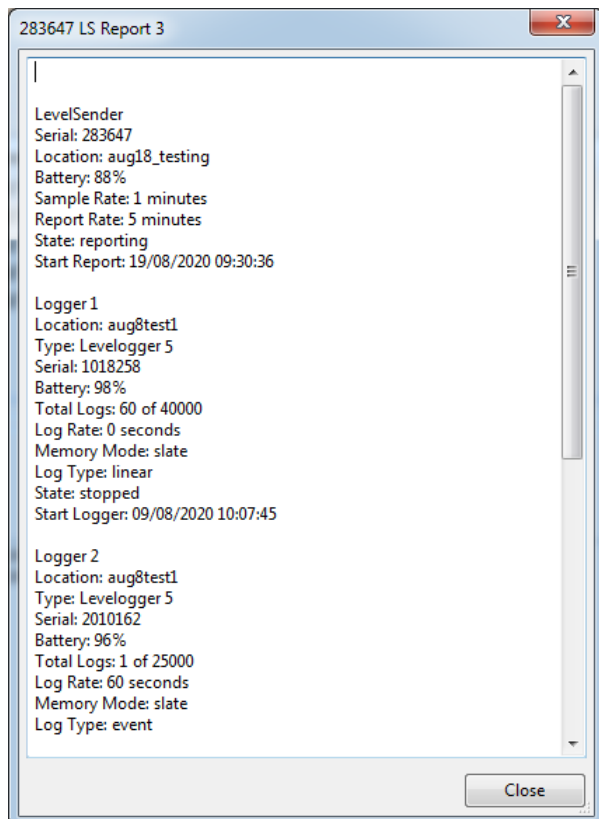 283647 LS Report 3
LevelSender
Serial: 283647
Location: aug18_testing
Battery: 88%
Sample Rate: 1 minutes
Report Rate: 5 minutes
State: reporting
Start Report: 19/08/2020 09:30:36
Logger 1
Location: aug8test1
Type: Levelogger 5
Serial: 1018258
Battery: 98%
Total Logs: 60 of 40000
Log Rate: 0 seconds
Memory Mode: slate
Log Type: linear
State: stopped
Start Logger: 09/08/2020 10:07:45
Logger 2
Location: aug8test1
Type: Levelogger 5
Serial: 2010162
Battery: 96%
Total Logs: 1 of 25000
Log Rate: 60 seconds
Memory Mode: slate
Log Type: event
Close